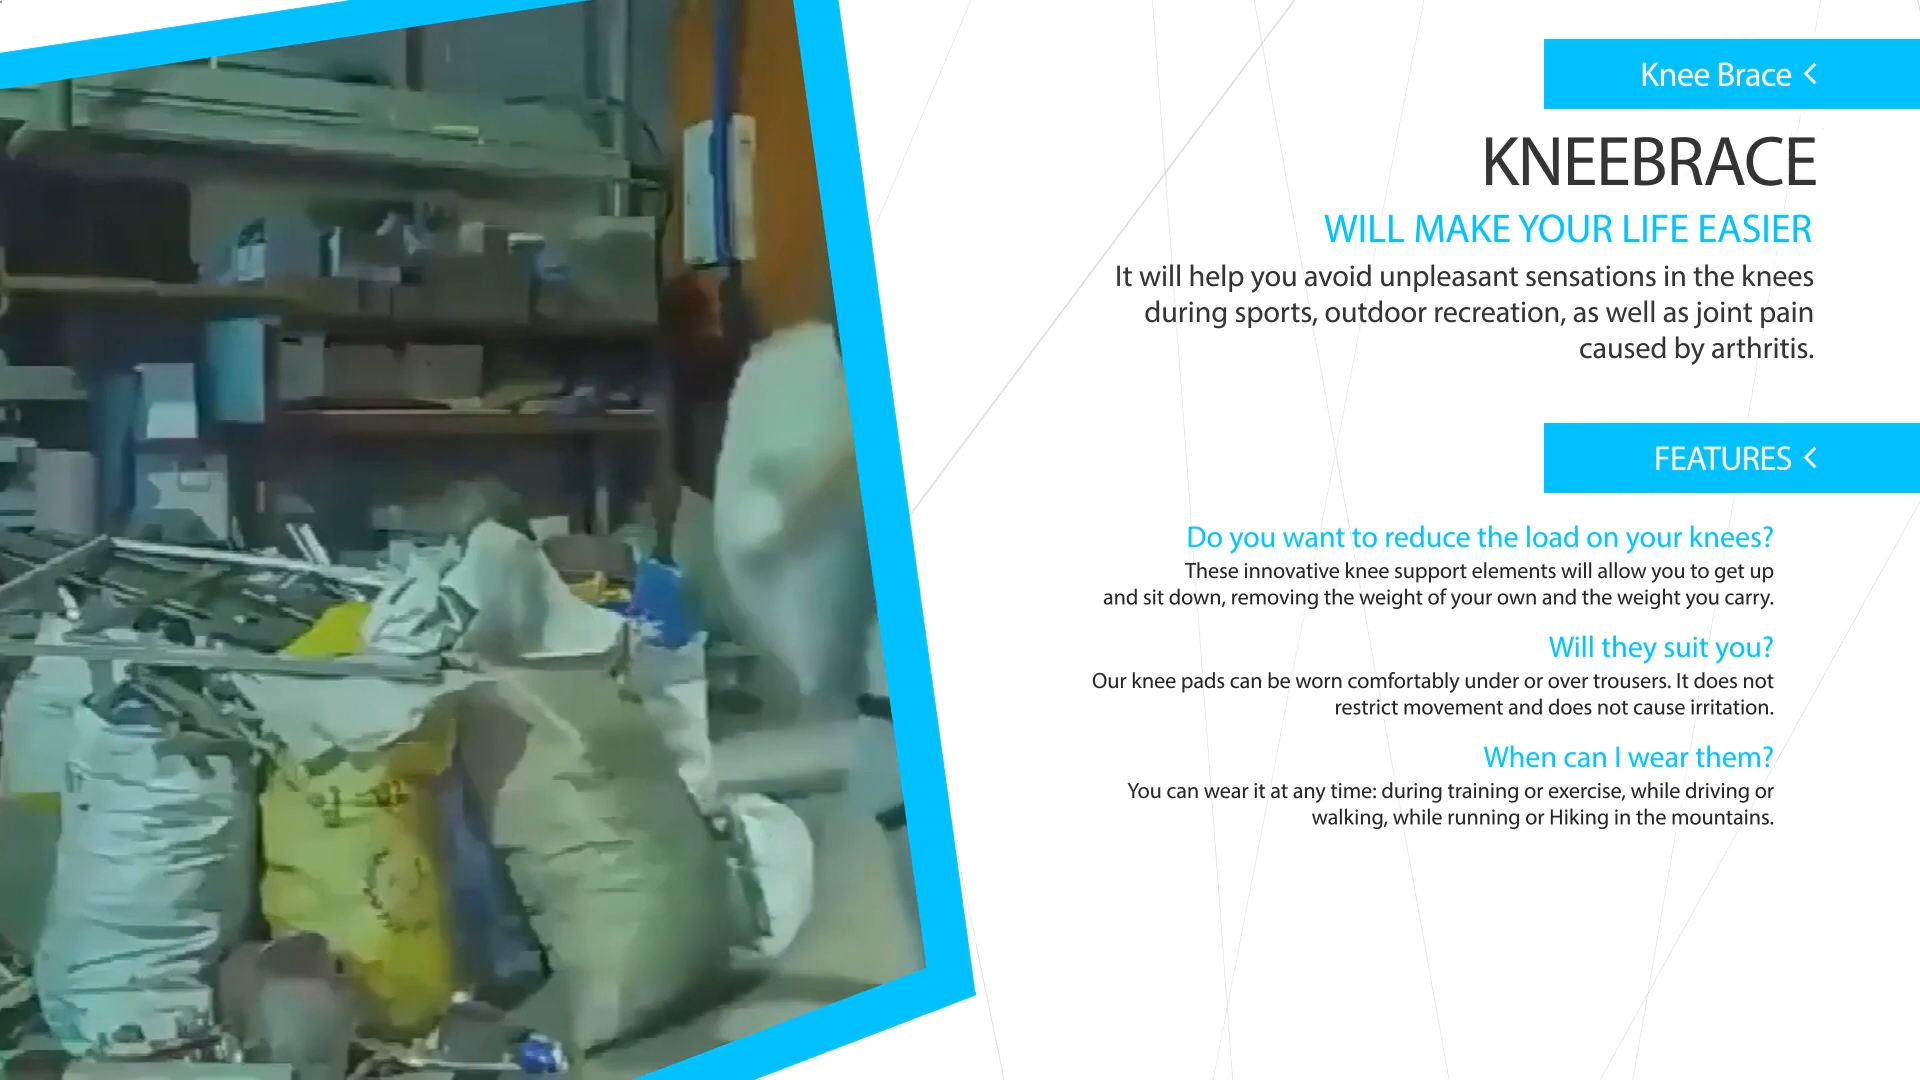 Knee Brace
KNEEBRACE
WILL MAKE YOUR LIFE EASIER
It will help you avoid unpleasant sensations in the knees
during sports, outdoor recreation, as well as joint pain
caused by arthritis.
FEATURES
Do you want to reduce the load on your knees?
These innovative knee support elements will allow you to get up
and sit down, removing the weight of your own and the weight you carry.
Will they suit you?
Our knee pads can be worn comfortably under or over trousers. It does not
restrict movement and does not cause irritation.
When can I wear them?
You can wear it at any time: during training or exercise, while driving or
walking, while running or Hiking in the mountains.